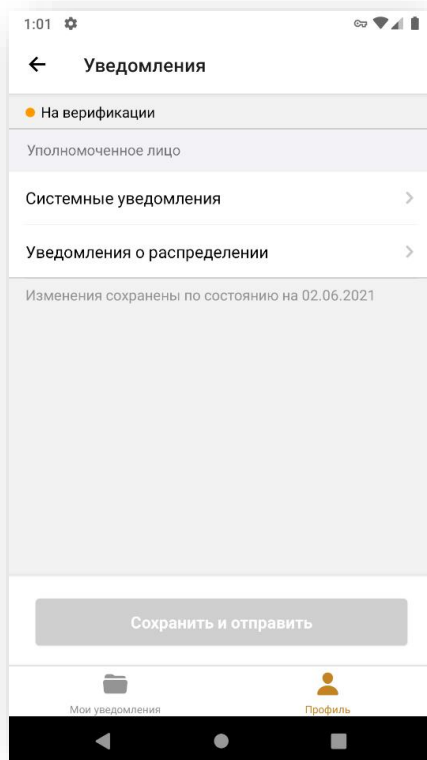 1:01
Уведомления
На верификации
Уполномоченное лицо
Системные уведомления
Уведомления о распределении
Изменения сохранены по состоянию на 02.06.2021
Сохранить и отправить
Мои уведомления
Профиль